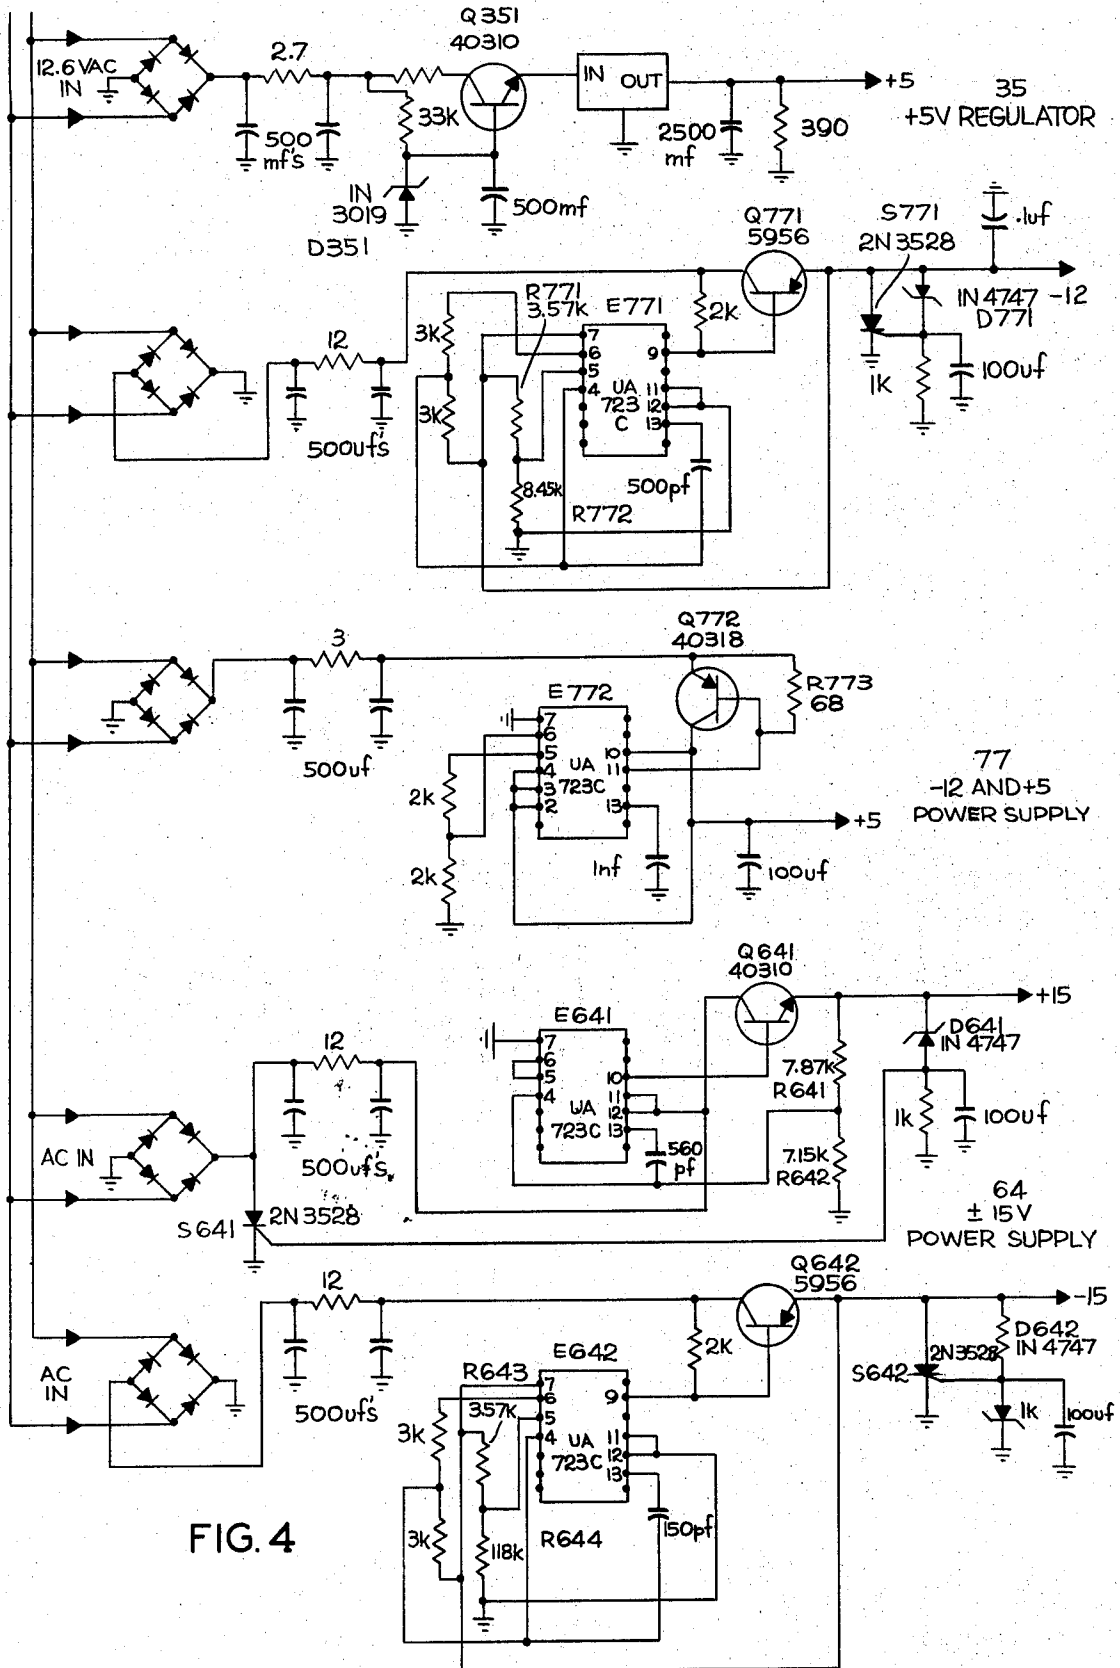 Q351
40310
12.6VAC
IN
2.7
33k
500
mf's
IN
3019
D351
500mf
IN OUT
2500
mf
390
+5
35
+5V REGULATOR
Q771
5956
S771
2N3528
.1uf
IN4747
D771
-12
12
500ufs'
3k
3k
R771
3.57k
E771
7
6
5
4
9
11
12
13
UA
723
C
2k
8.45k
R772
500pf
1K
100uf
Q772
40318
R773
68
3
500uf
E772
7
6
5
4
3
2
10
11
13
UA
723C
2k
2k
1nf
100uf
+5
77
-12 AND +5
POWER SUPPLY
Q641
40310
+15
D641
IN 4747
12
AC IN
500uf's
S641
2N3528
E641
7
6
5
4
10
11
12
13
UA
723C
560
pf
7.87k
R641
7.15k
R642
1k
100uf
64
± 15V
POWER SUPPLY
Q642
5956
-15
12
AC
IN
500ufs'
R643
3.57K
E642
7
6
5
4
9
11
12
13
UA
723C
2k
3k
3k
118k
R644
150pf
S642
2N3528
D642
IN 4747
1k
100uf
FIG. 4